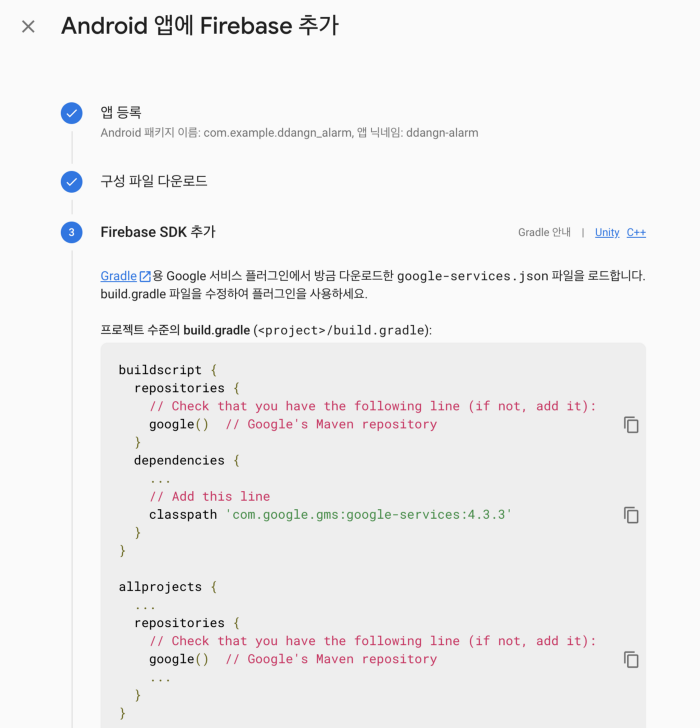 Android 앱에 Firebase 추가
앱 등록
Android 패키지 이름: com.example.ddangn_alarm, 앱 닉네임: ddangn-alarm
구성 파일 다운로드
3 Firebase SDK 추가 Gradle 안내 | Unity C++
Gradle용 Google 서비스 플러그인에서 방금 다운로드한 google-services.json 파일을 로드합니다.
build.gradle 파일을 수정하여 플러그인을 사용하세요.
프로젝트 수준의 build.gradle (<project>/build.gradle):
buildscript {
repositories {
// Check that you have the following line (if not, add it):
google() // Google's Maven repository
}
dependencies {
...
// Add this line
classpath 'com.google.gms:google-services:4.3.3'
}
}
allprojects {
...
repositories {
// Check that you have the following line (if not, add it):
google() // Google's Maven repository
...
}
}